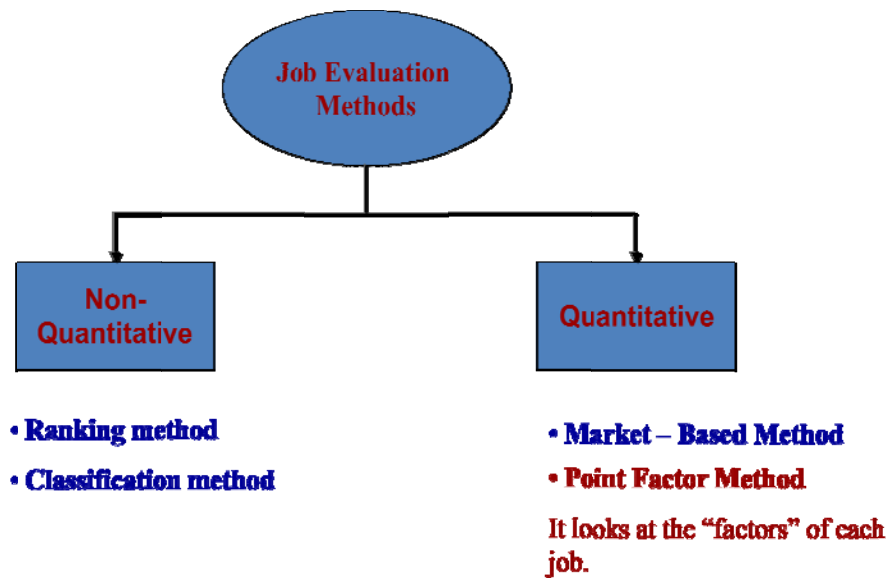 Job Evaluation
Methods
Non-
Quantitative
Quantitative
• Ranking method
• Classification method
• Market – Based Method
• Point Factor Method
It looks at the “factors” of each
job.